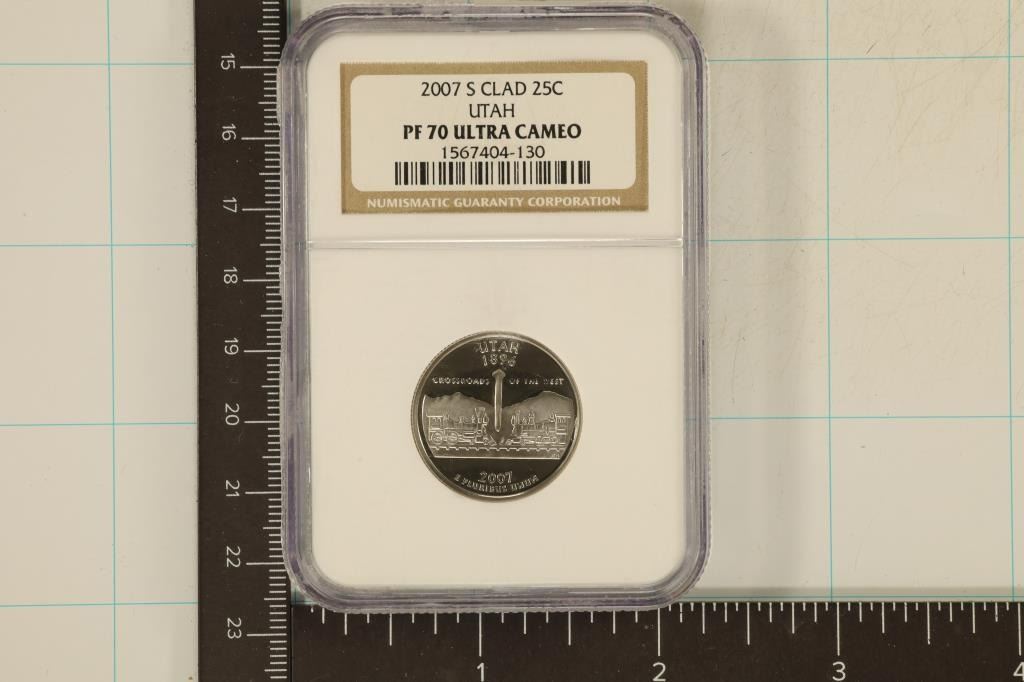 2007 S CLAD 25C
UTAH
PF 70 ULTRA CAMEO
1567404-130
NUMISMATIC GUARANTY CORPORATION
UTAH
1896
CROSSROADS OF THE WEST
2007
E PLURIBUS UNUM
15
16
17
18
19
20
21
22
23
1 2 3 4